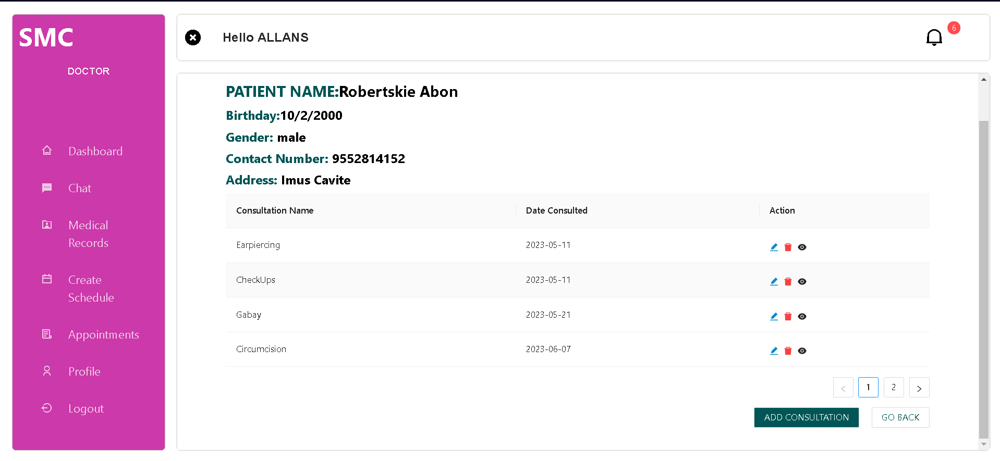 SMC
DOCTOR
Dashboard
Chat
Medical
Records
Create
Schedule
Appointments
Profile
Logout
Hello ALLANS
6
PATIENT NAME:Robertskie Abon
Birthday:10/2/2000
Gender: male
Contact Number: 9552814152
Address: Imus Cavite
Consultation Name Date Consulted Action
Earpiercing 2023-05-11
CheckUps 2023-05-11
Gabay 2023-05-21
Circumcision 2023-06-07
< 1 2 >
ADD CONSULTATION GO BACK